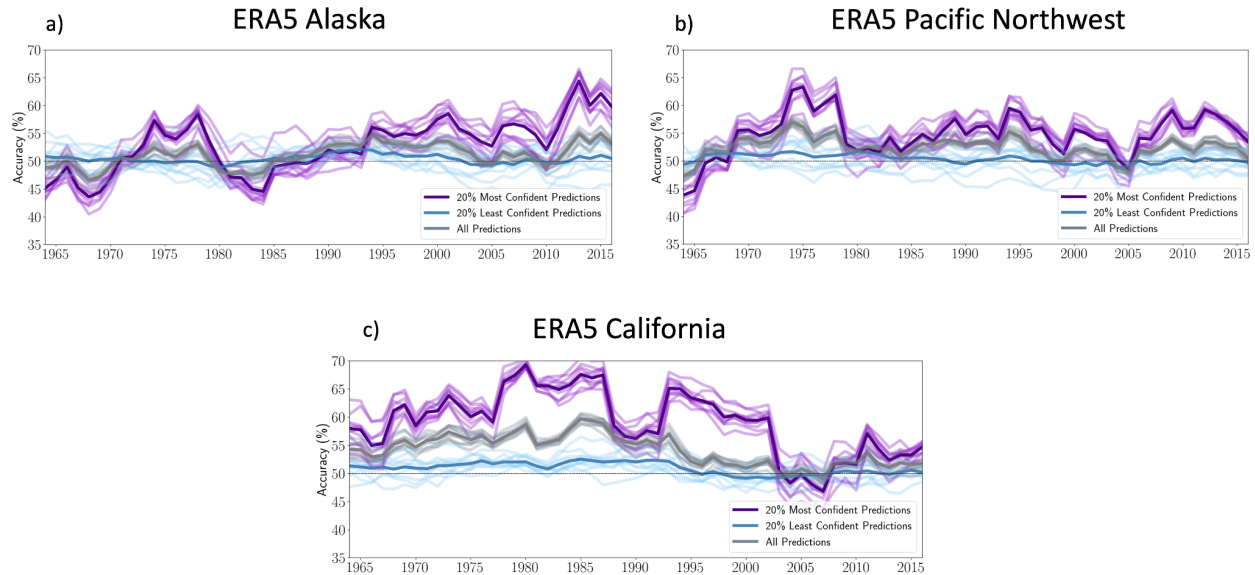 a)
ERA5 Alaska
70
65
60
55
50
45
40
35
Accuracy (%)
20% Most Confident Predictions
20% Least Confident Predictions
All Predictions
1965 1970 1975 1980 1985 1990 1995 2000 2005 2010 2015
b)
ERA5 Pacific Northwest
70
65
60
55
50
45
40
35
Accuracy (%)
20% Most Confident Predictions
20% Least Confident Predictions
All Predictions
1965 1970 1975 1980 1985 1990 1995 2000 2005 2010 2015
c)
ERA5 California
70
65
60
55
50
45
40
35
Accuracy (%)
20% Most Confident Predictions
20% Least Confident Predictions
All Predictions
1965 1970 1975 1980 1985 1990 1995 2000 2005 2010 2015